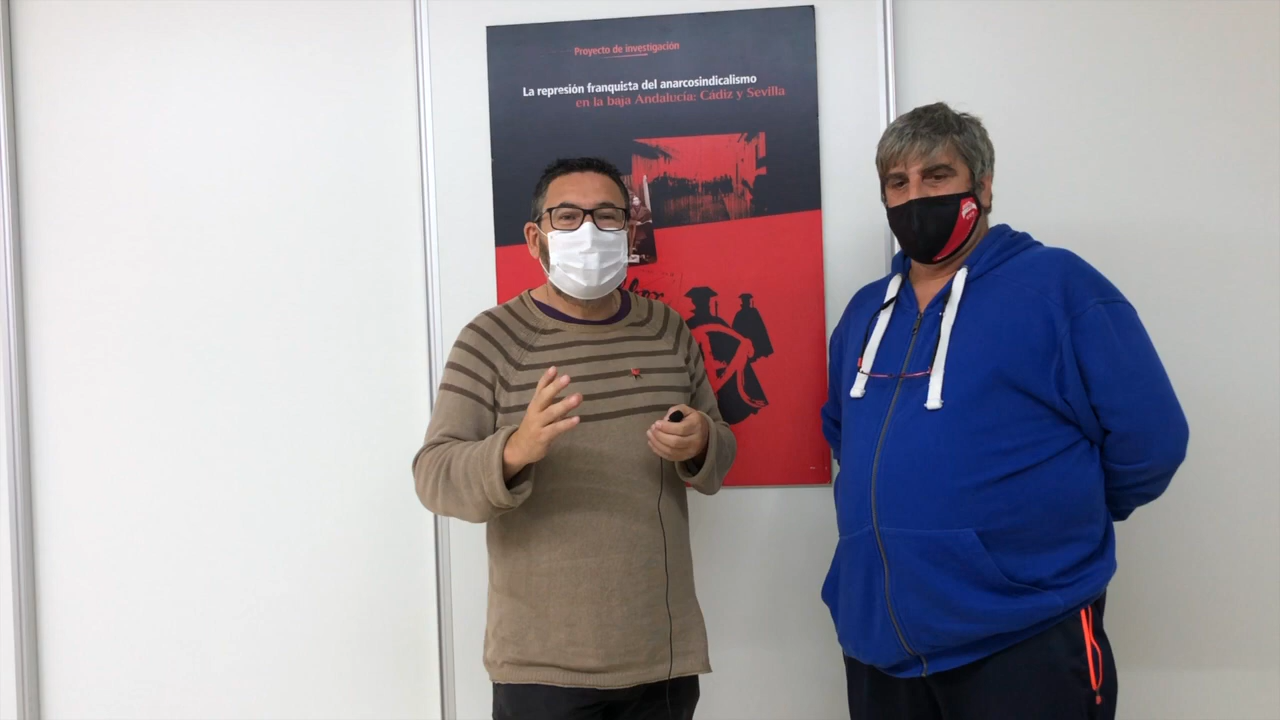 Proyecto de investigación
La represión franquista del anarcosindicalismo
en la baja Andalucía: Cádiz y Sevilla